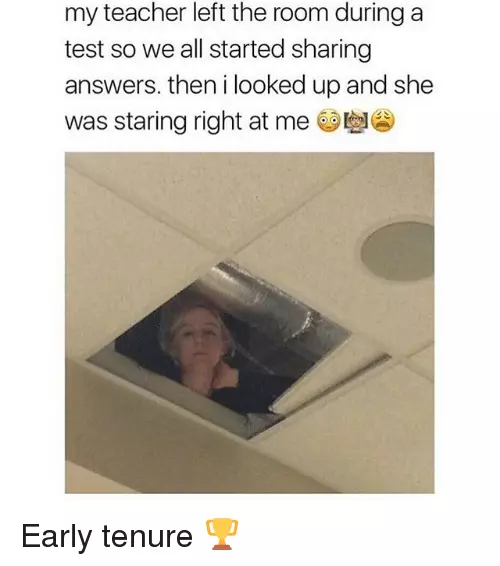 my teacher left the room during a
test so we all started sharing
answers. then i looked up and she
was staring right at me 😳👩🏼‍🏫😩
Early tenure 🏆